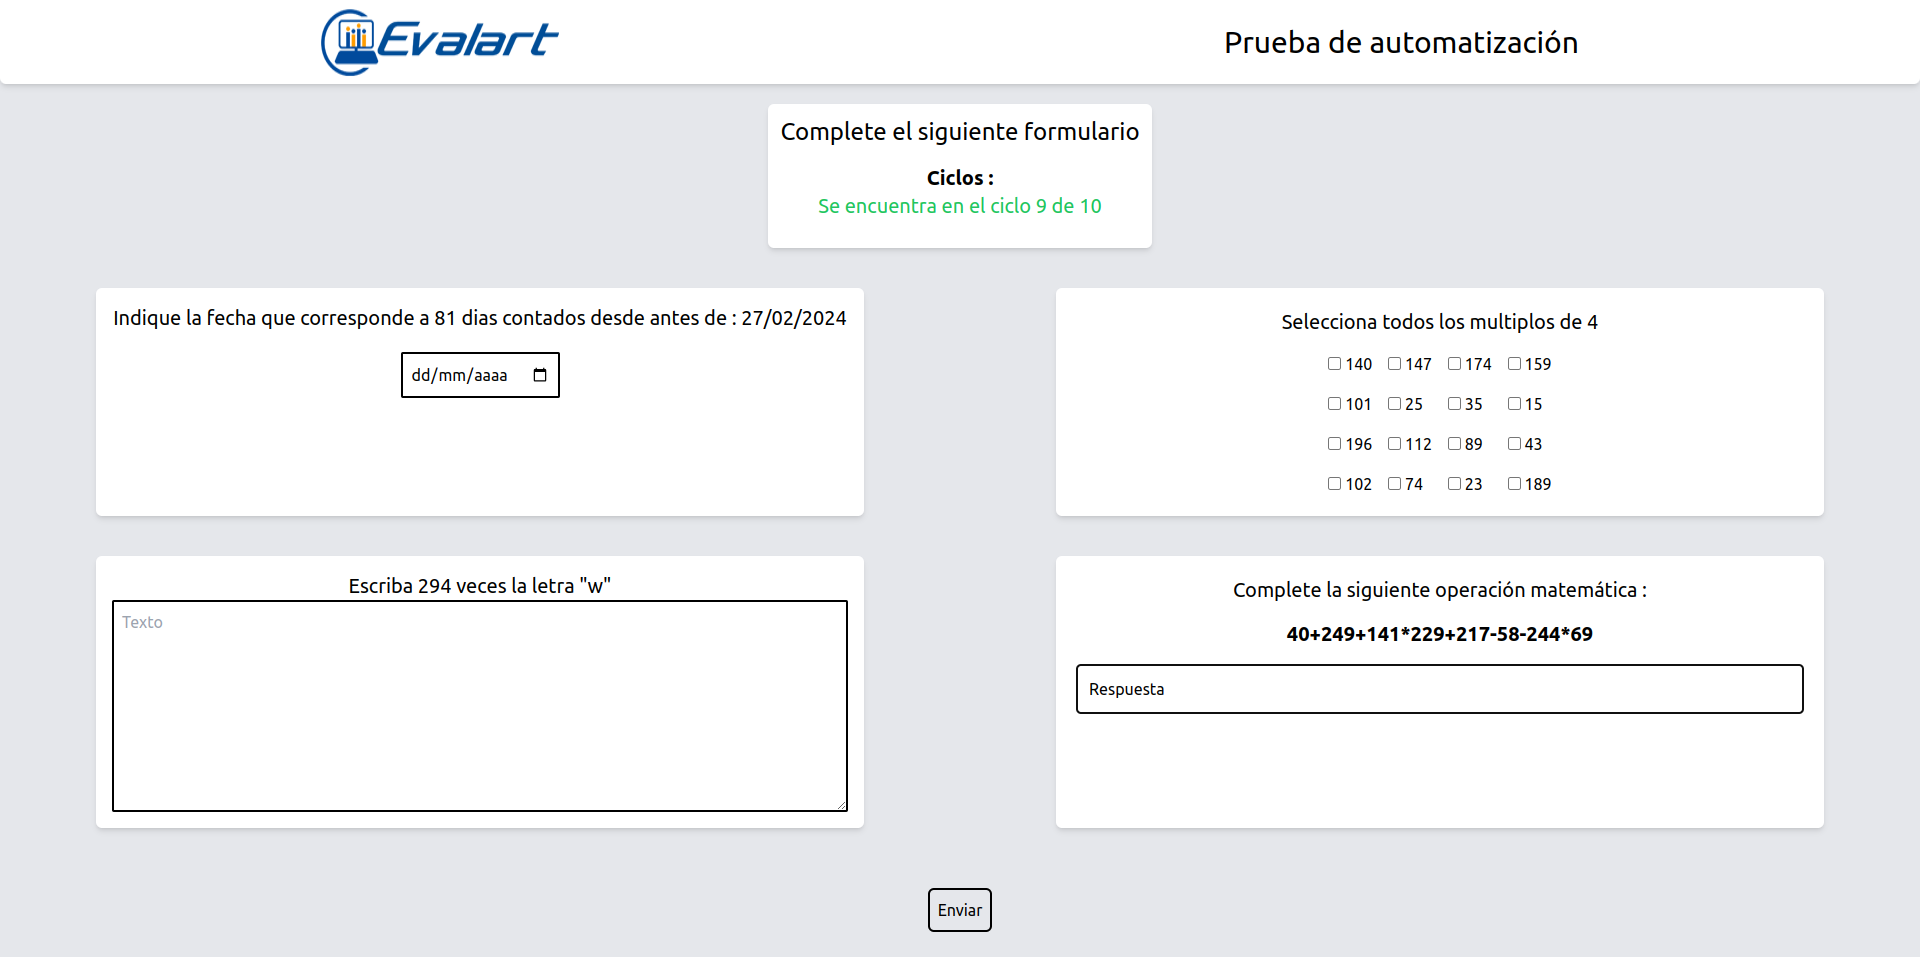 Evalart
Prueba de automatización
Complete el siguiente formulario
Ciclos :
Se encuentra en el ciclo 9 de 10
Indique la fecha que corresponde a 81 dias contados desde antes de : 27/02/2024
dd/mm/aaaa
Selecciona todos los multiplos de 4
140 147 174 159
101 25 35 15
196 112 89 43
102 74 23 189
Escriba 294 veces la letra "w"
Texto
Complete la siguiente operación matemática :
40+249+141*229+217-58-244*69
Respuesta
Enviar